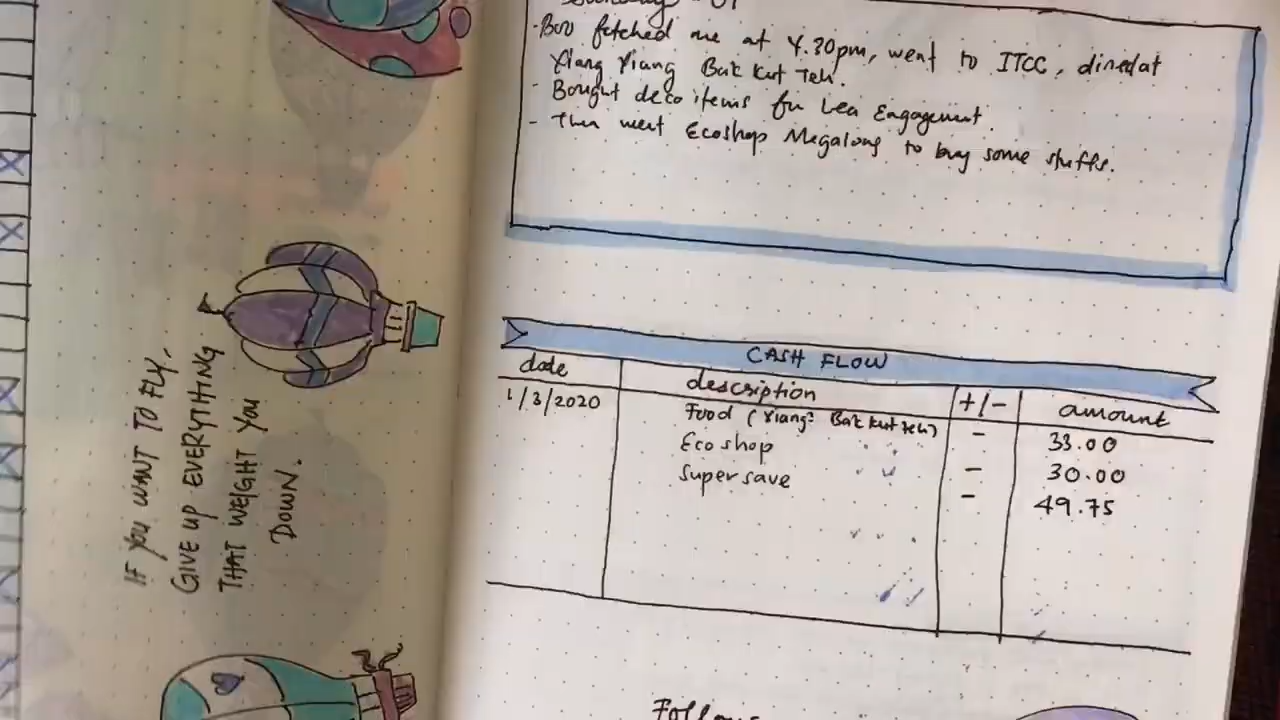 IF YOU WANT TO FLY,
GIVE UP EVERYTHING
THAT WEIGHT YOU
DOWN.
- Boo fetched me at 4.30pm, went to ITCC, dined at
Xiang Xiang Bak Kut Teh.
- Bought deco items for Lea Engagement.
- Then went Ecoshop Megalong to buy some stuffs.
CASH FLOW
date description +/- amount
1/3/2020 Food (Xiang² Bak kut teh) - 33.00
Eco shop - 30.00
Super save - 49.75
Follow